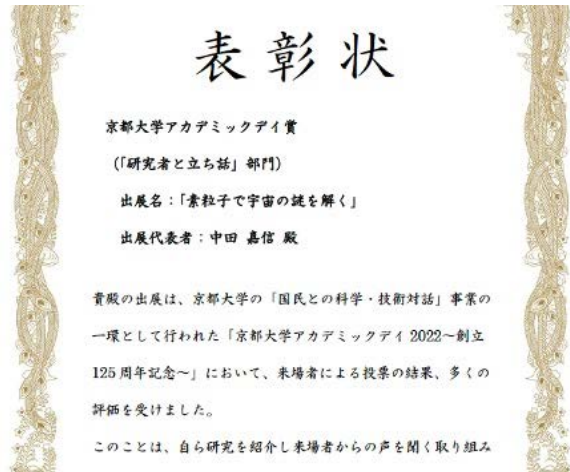 表彰状
京都大学アカデミックデイ賞
（「研究者と立ち話」部門）
出展名：「素粒子で宇宙の謎を解く」
出展代表者：中田 嘉信 殿
貴殿の出展は、京都大学の「国民との科学・技術対話」事業の
一環として行われた「京都大学アカデミックデイ 2022～創立
125 周年記念～」において、来場者による投票の結果、多くの
評価を受けました。
このことは、自ら研究を紹介し来場者からの声を聞く取り組み